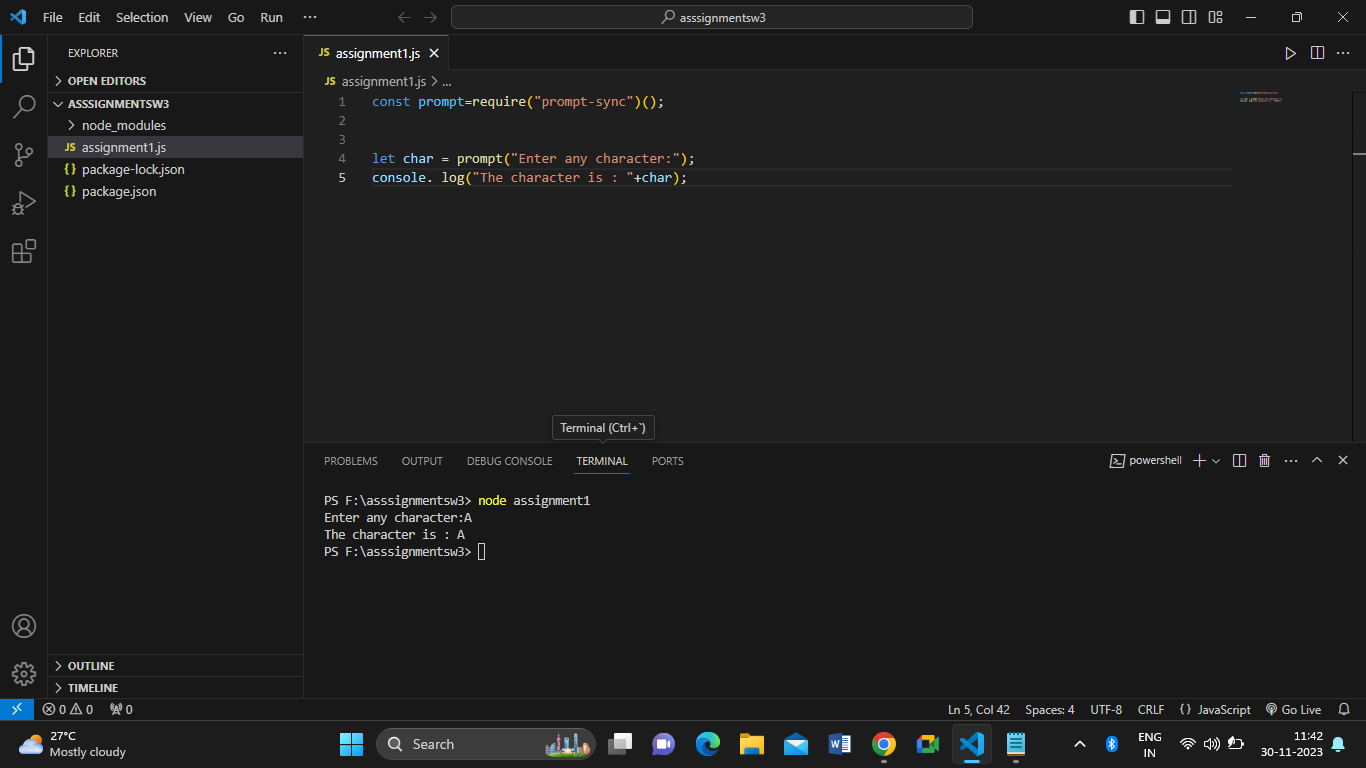 File Edit Selection View Go Run ···
asssignmentsw3
EXPLORER ···
OPEN EDITORS
ASSSIGNMENTSW3
node_modules
JS assignment1.js
{} package-lock.json
{} package.json
OUTLINE
TIMELINE
JS assignment1.js
···
JS assignment1.js > ...
1 const prompt=require("prompt-sync")();
2
3
4 let char = prompt("Enter any character:");
5 console. log("The character is : "+char);
Terminal (Ctrl+`)
PROBLEMS OUTPUT DEBUG CONSOLE TERMINAL PORTS
powershell ···
PS F:\asssignmentsw3> node assignment1
Enter any character:A
The character is : A
PS F:\asssignmentsw3>
0 0 0
Ln 5, Col 42 Spaces: 4 UTF-8 CRLF {} JavaScript Go Live
27°C
Mostly cloudy
Search
ENG
IN
11:42
30-11-2023